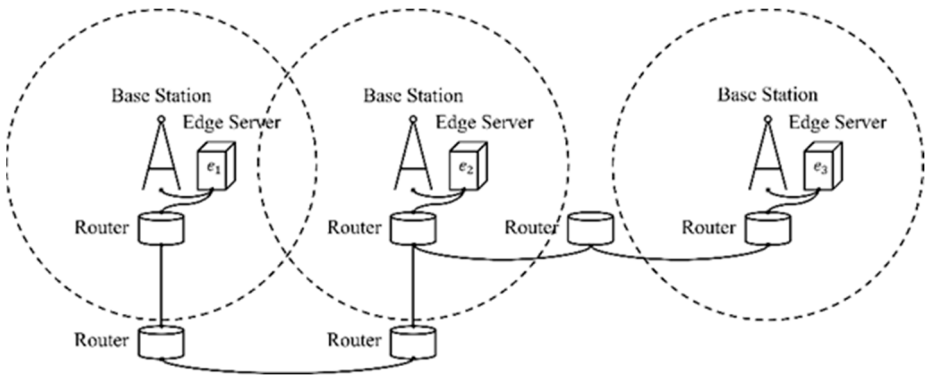 Base Station
Edge Server
e₁
Router
Router
Base Station
Edge Server
e₂
Router
Router
Router
Base Station
Edge Server
e₃
Router